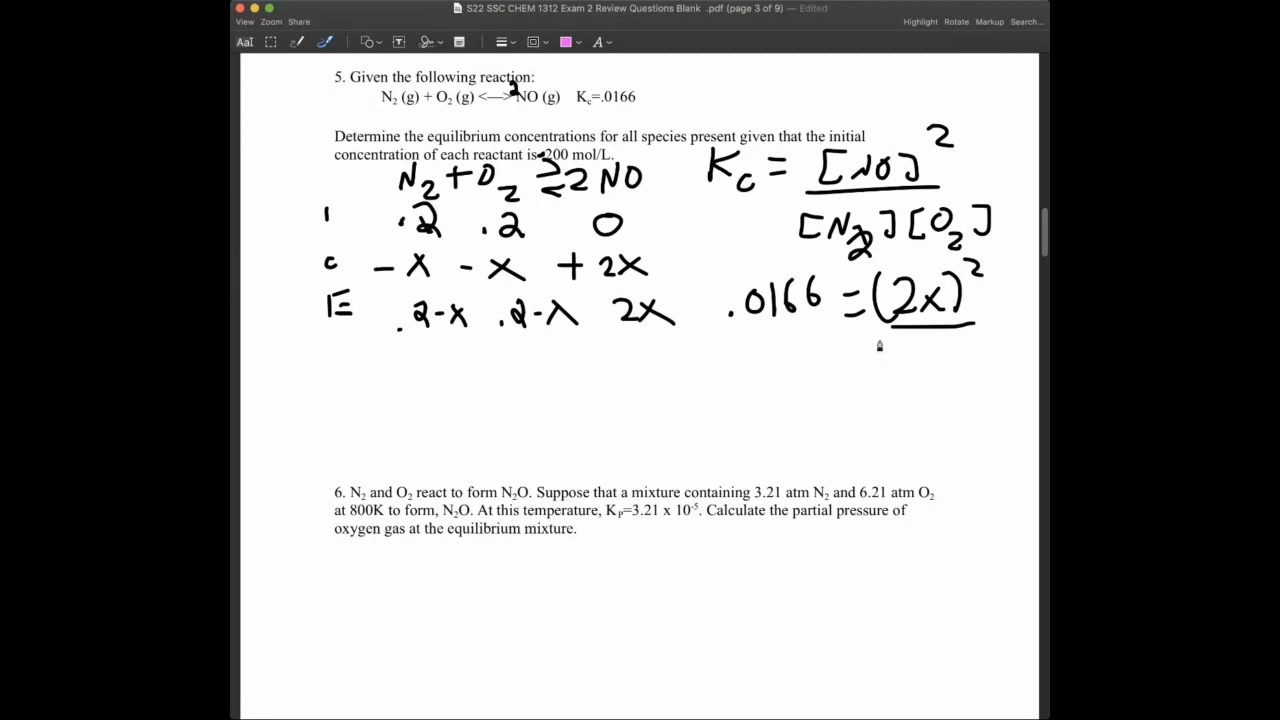 S22 SSC CHEM 1312 Exam 2 Review Questions Blank .pdf (page 3 of 9) — Edited
View Zoom Share
Highlight Rotate Markup Search...
AaI
A
5. Given the following reaction:
N₂ (g) + O₂ (g) <—> 2NO (g) K꜀=.0166
Determine the equilibrium concentrations for all species present given that the initial
concentration of each reactant is .200 mol/L.
N₂ + O₂ ⇌ 2 NO
I .2 .2 0
C - x - x + 2x
E .2-x .2-x 2x
Kc = [NO]²
[N₂][O₂]
.0166 = (2x)²
6. N₂ and O₂ react to form N₂O. Suppose that a mixture containing 3.21 atm N₂ and 6.21 atm O₂
at 800K to form, N₂O. At this temperature, Kₚ=3.21 x 10⁻⁵. Calculate the partial pressure of
oxygen gas at the equilibrium mixture.